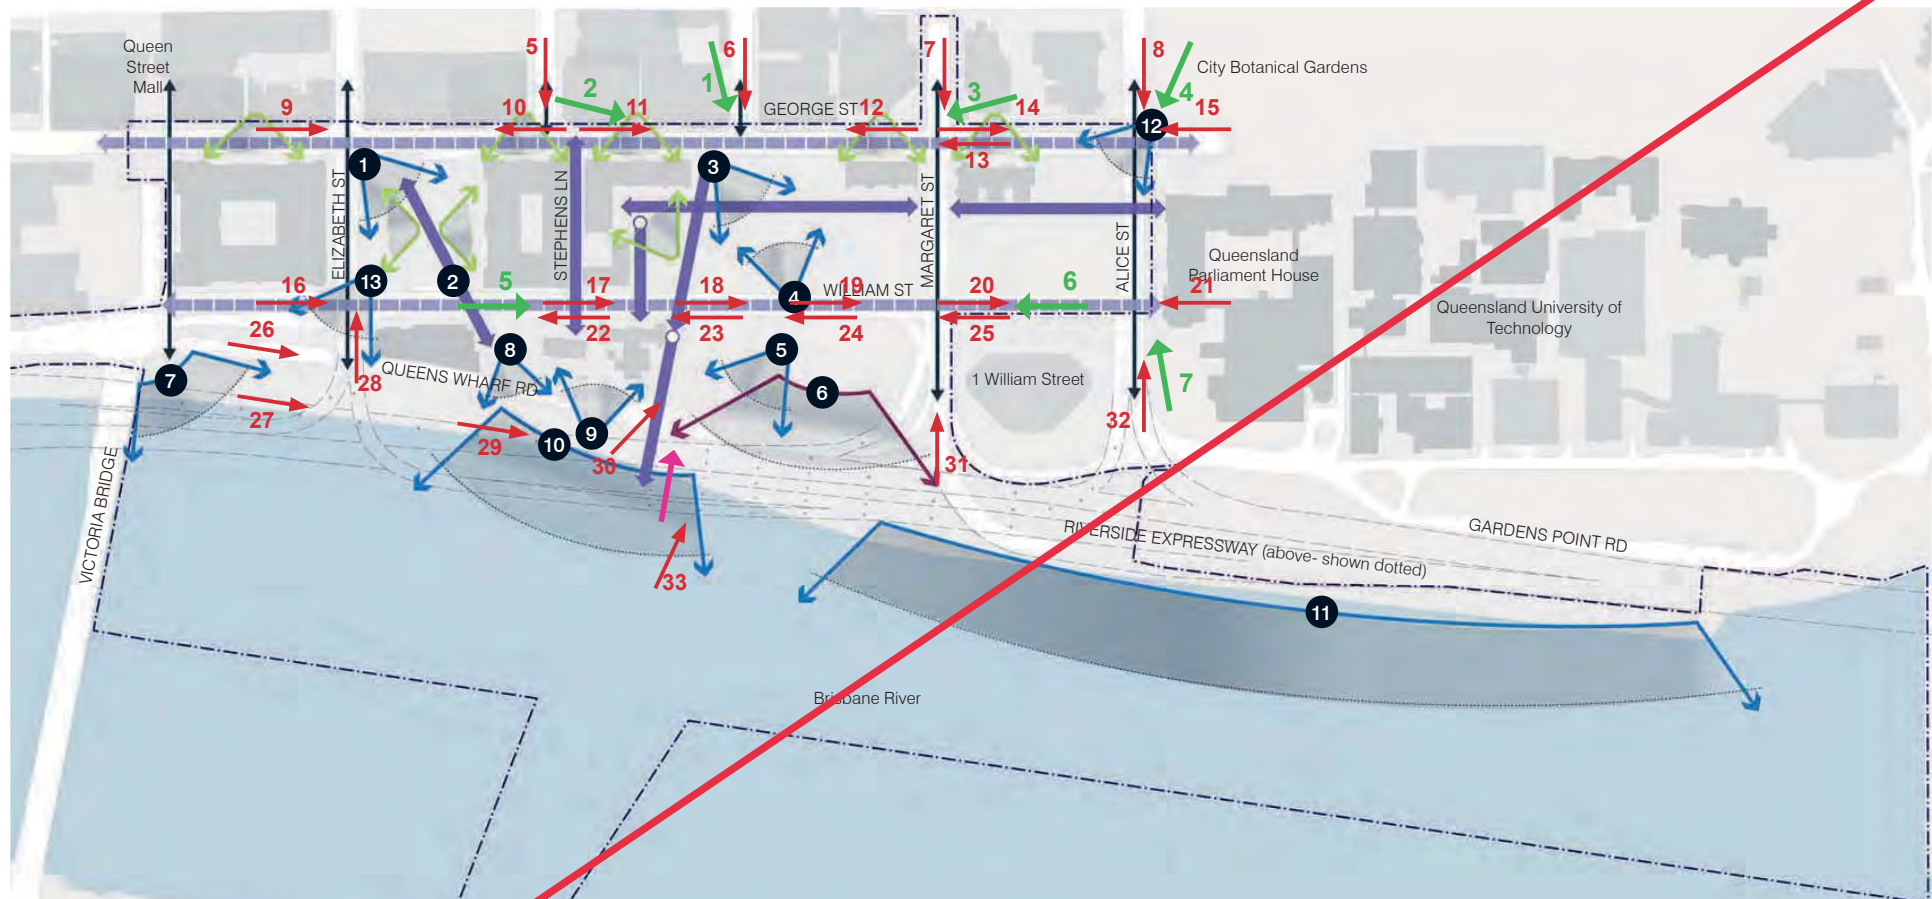 Queen
Street
Mall
5
6
7
8
City Botanical Gardens
2
1
3
4
9
10
11
GEORGE ST
12
14
15
12
13
1
3
ELIZABETH ST
STEPHENS LN
MARGARET ST
ALICE ST
Queensland
Parliament House
16
13
2
5
17
18
4
19
WILLIAM ST
20
6
21
22
23
24
25
Queensland University of
Technology
26
7
28
QUEENS WHARF RD
8
5
6
1 William Street
7
27
29
10
9
30
32
31
VICTORIA BRIDGE
33
RIVERSIDE EXPRESSWAY (above- shown dotted)
GARDENS POINT RD
11
Brisbane River